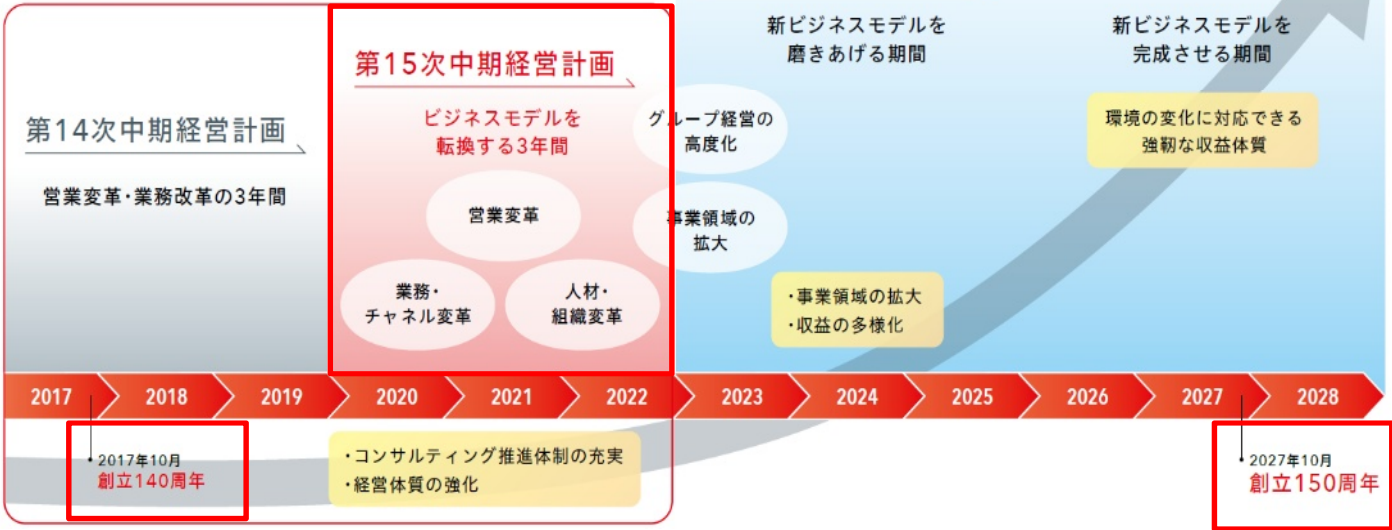 第14次中期経営計画
営業変革・業務改革の3年間
第15次中期経営計画
ビジネスモデルを
転換する3年間
営業変革
業務・
チャネル変革
人材・
組織変革
グループ経営の
高度化
事業領域の
拡大
新ビジネスモデルを
磨きあげる期間
・事業領域の拡大
・収益の多様化
新ビジネスモデルを
完成させる期間
環境の変化に対応できる
強靭な収益体質
2017 2018 2019 2020 2021 2022 2023 2024 2025 2026 2027 2028
2017年10月
創立140周年
・コンサルティング推進体制の充実
・経営体質の強化
2027年10月
創立150周年